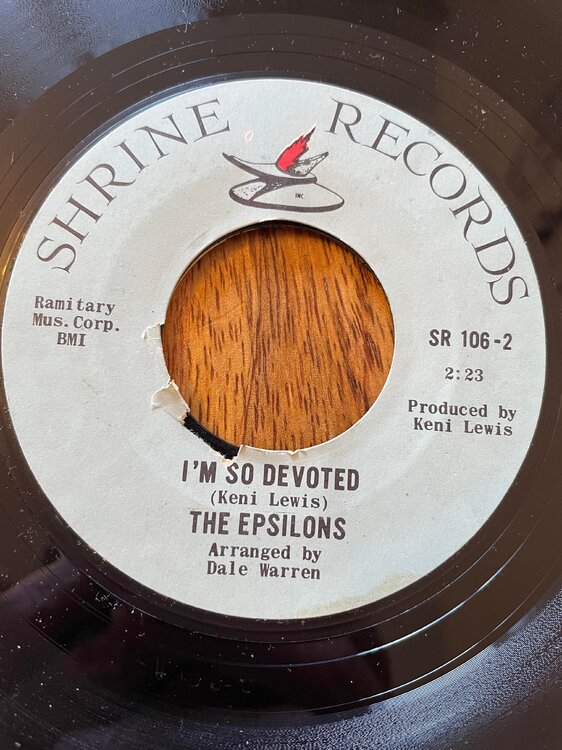 SHRINE RECORDS
INC.
Ramitary
Mus. Corp.
BMI
SR 106-2
2:23
Produced by
Keni Lewis
I'M SO DEVOTED
(Keni Lewis)
THE EPSILONS
Arranged by
Dale Warren